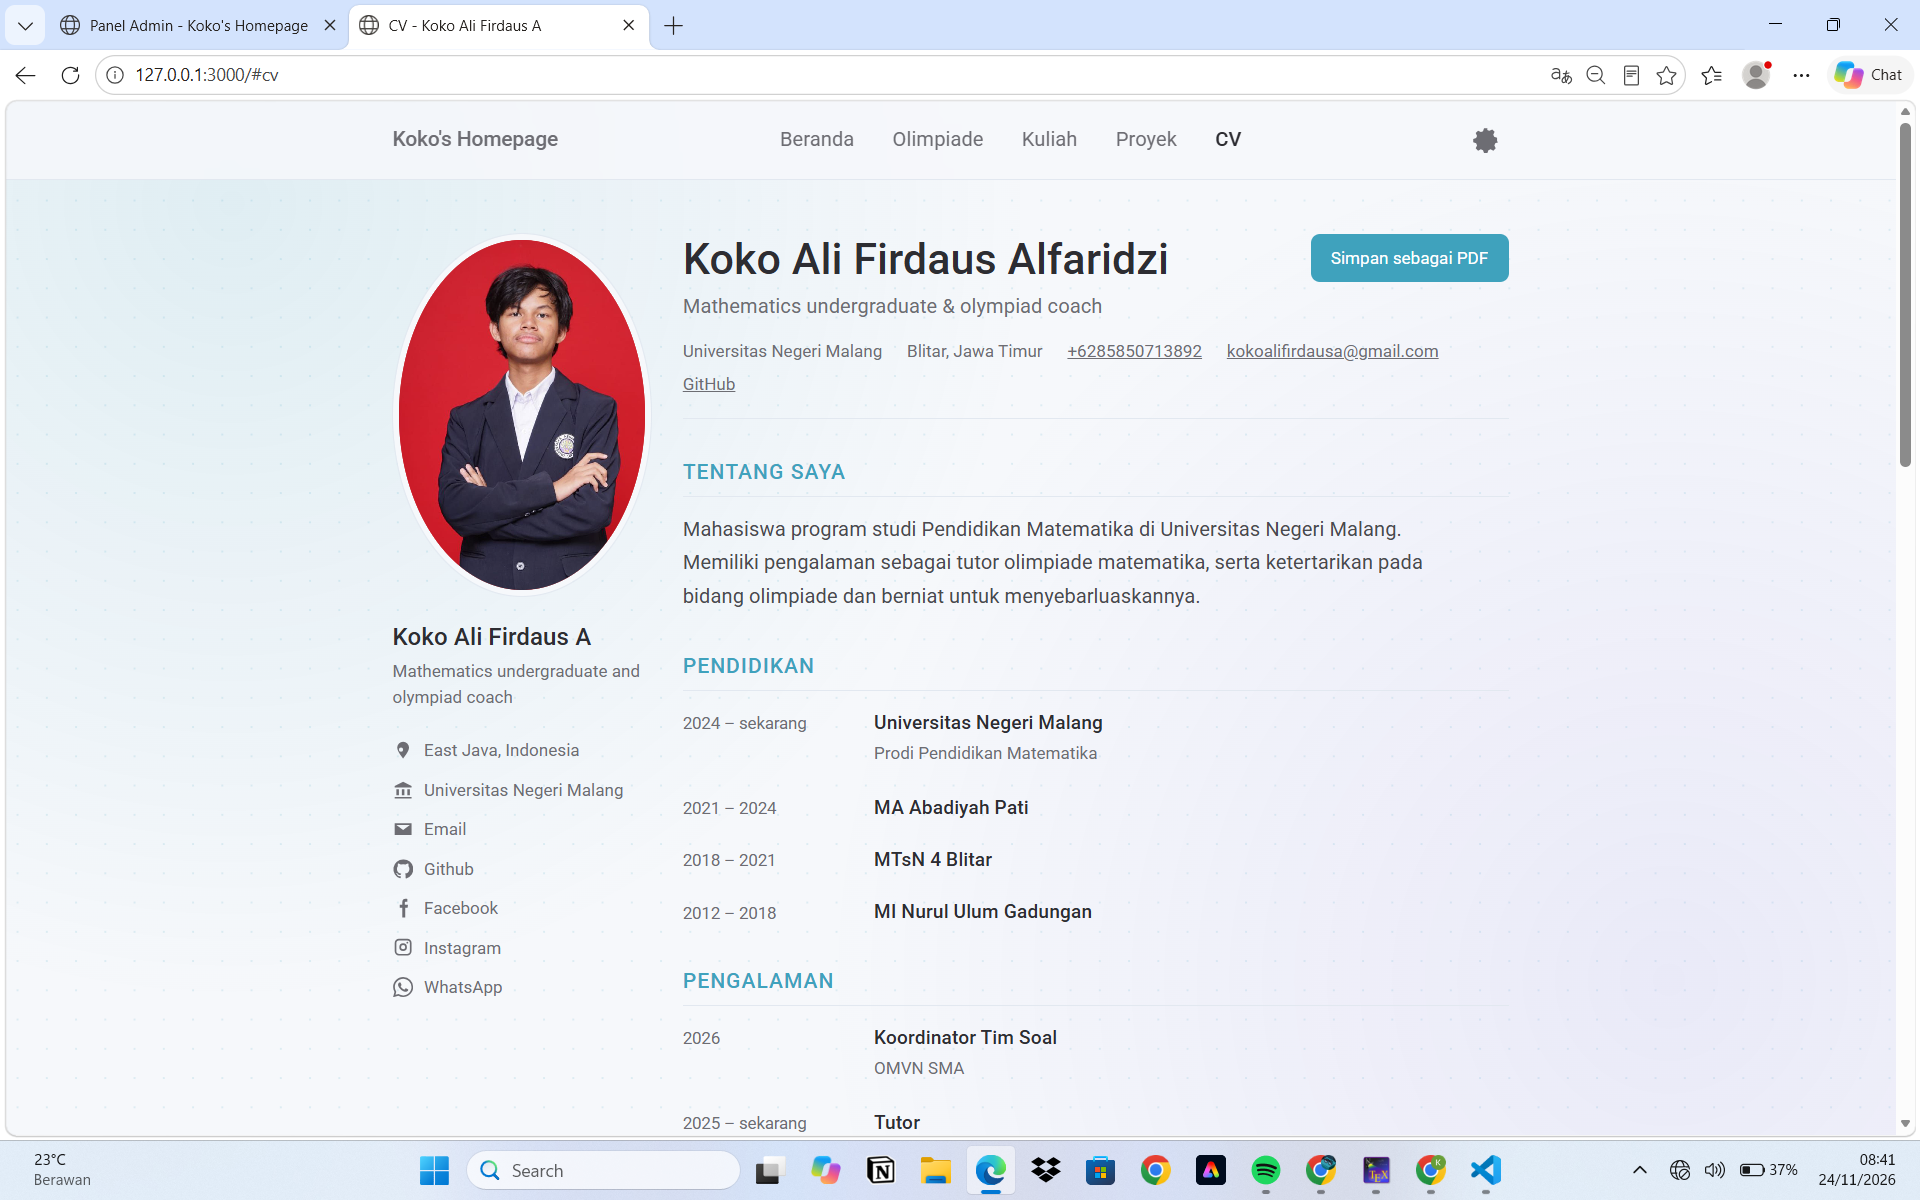 Panel Admin - Koko's Homepage
CV - Koko Ali Firdaus A
127.0.0.1:3000/#cv
Chat
Koko's Homepage
Beranda
Olimpiade
Kuliah
Proyek
CV
Koko Ali Firdaus Alfaridzi
Simpan sebagai PDF
Mathematics undergraduate & olympiad coach
Universitas Negeri Malang
Blitar, Jawa Timur
+6285850713892
kokoalifirdausa@gmail.com
GitHub
TENTANG SAYA
Mahasiswa program studi Pendidikan Matematika di Universitas Negeri Malang.
Memiliki pengalaman sebagai tutor olimpiade matematika, serta ketertarikan pada
bidang olimpiade dan berniat untuk menyebarluaskannya.
Koko Ali Firdaus A
Mathematics undergraduate and
olympiad coach
East Java, Indonesia
Universitas Negeri Malang
Email
Github
Facebook
Instagram
WhatsApp
PENDIDIKAN
2024 – sekarang
Universitas Negeri Malang
Prodi Pendidikan Matematika
2021 – 2024
MA Abadiyah Pati
2018 – 2021
MTsN 4 Blitar
2012 – 2018
MI Nurul Ulum Gadungan
PENGALAMAN
2026
Koordinator Tim Soal
OMVN SMA
2025 – sekarang
Tutor
23°C
Berawan
Search
37%
08:41
24/11/2026